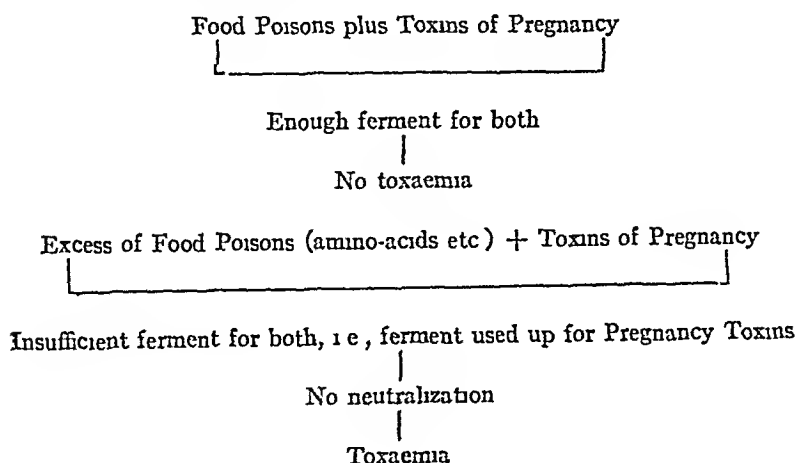 Food Poisons plus Toxins of Pregnancy
Enough ferment for both
No toxaemia
Excess of Food Poisons (amino-acids etc) + Toxins of Pregnancy
Insufficient ferment for both, i e, ferment used up for Pregnancy Toxins
No neutralization
Toxaemia